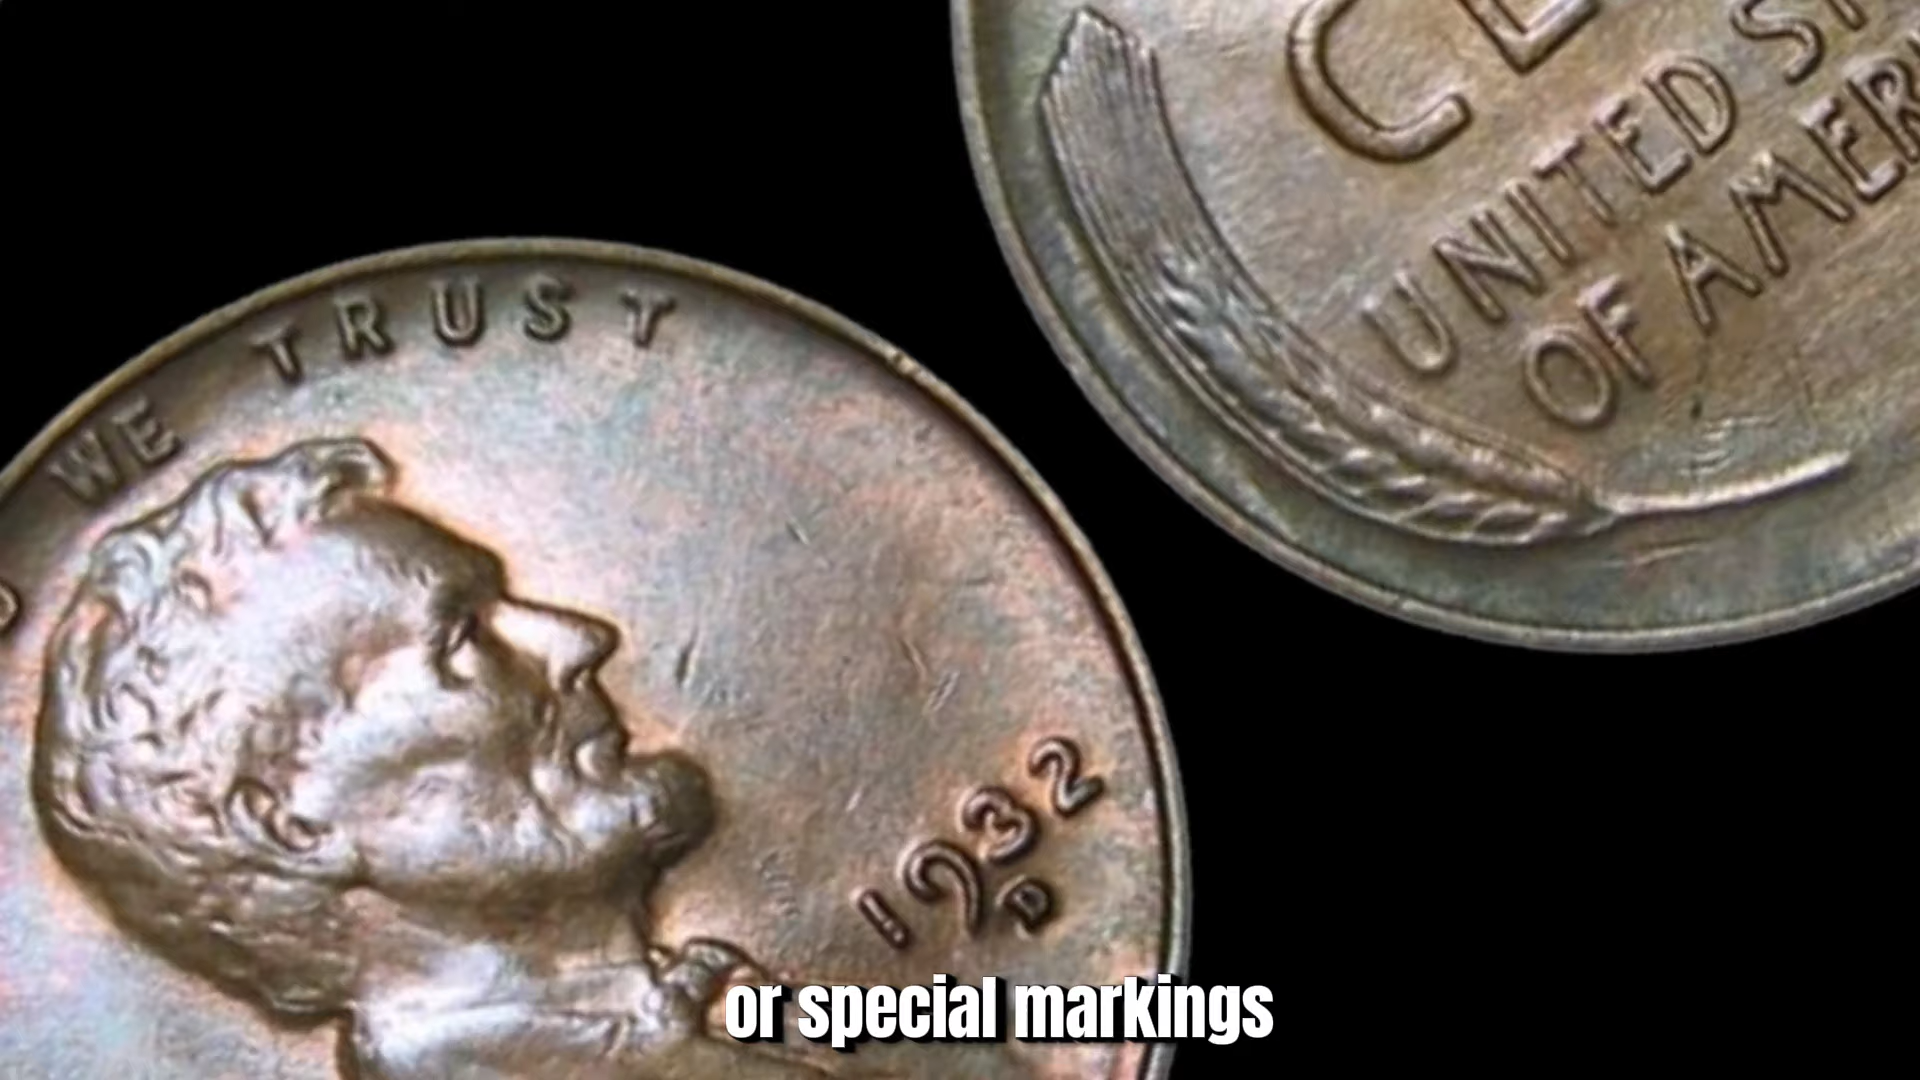 WE TRUST
1932
D
CE
UNITED ST
OF AMER
or special markings